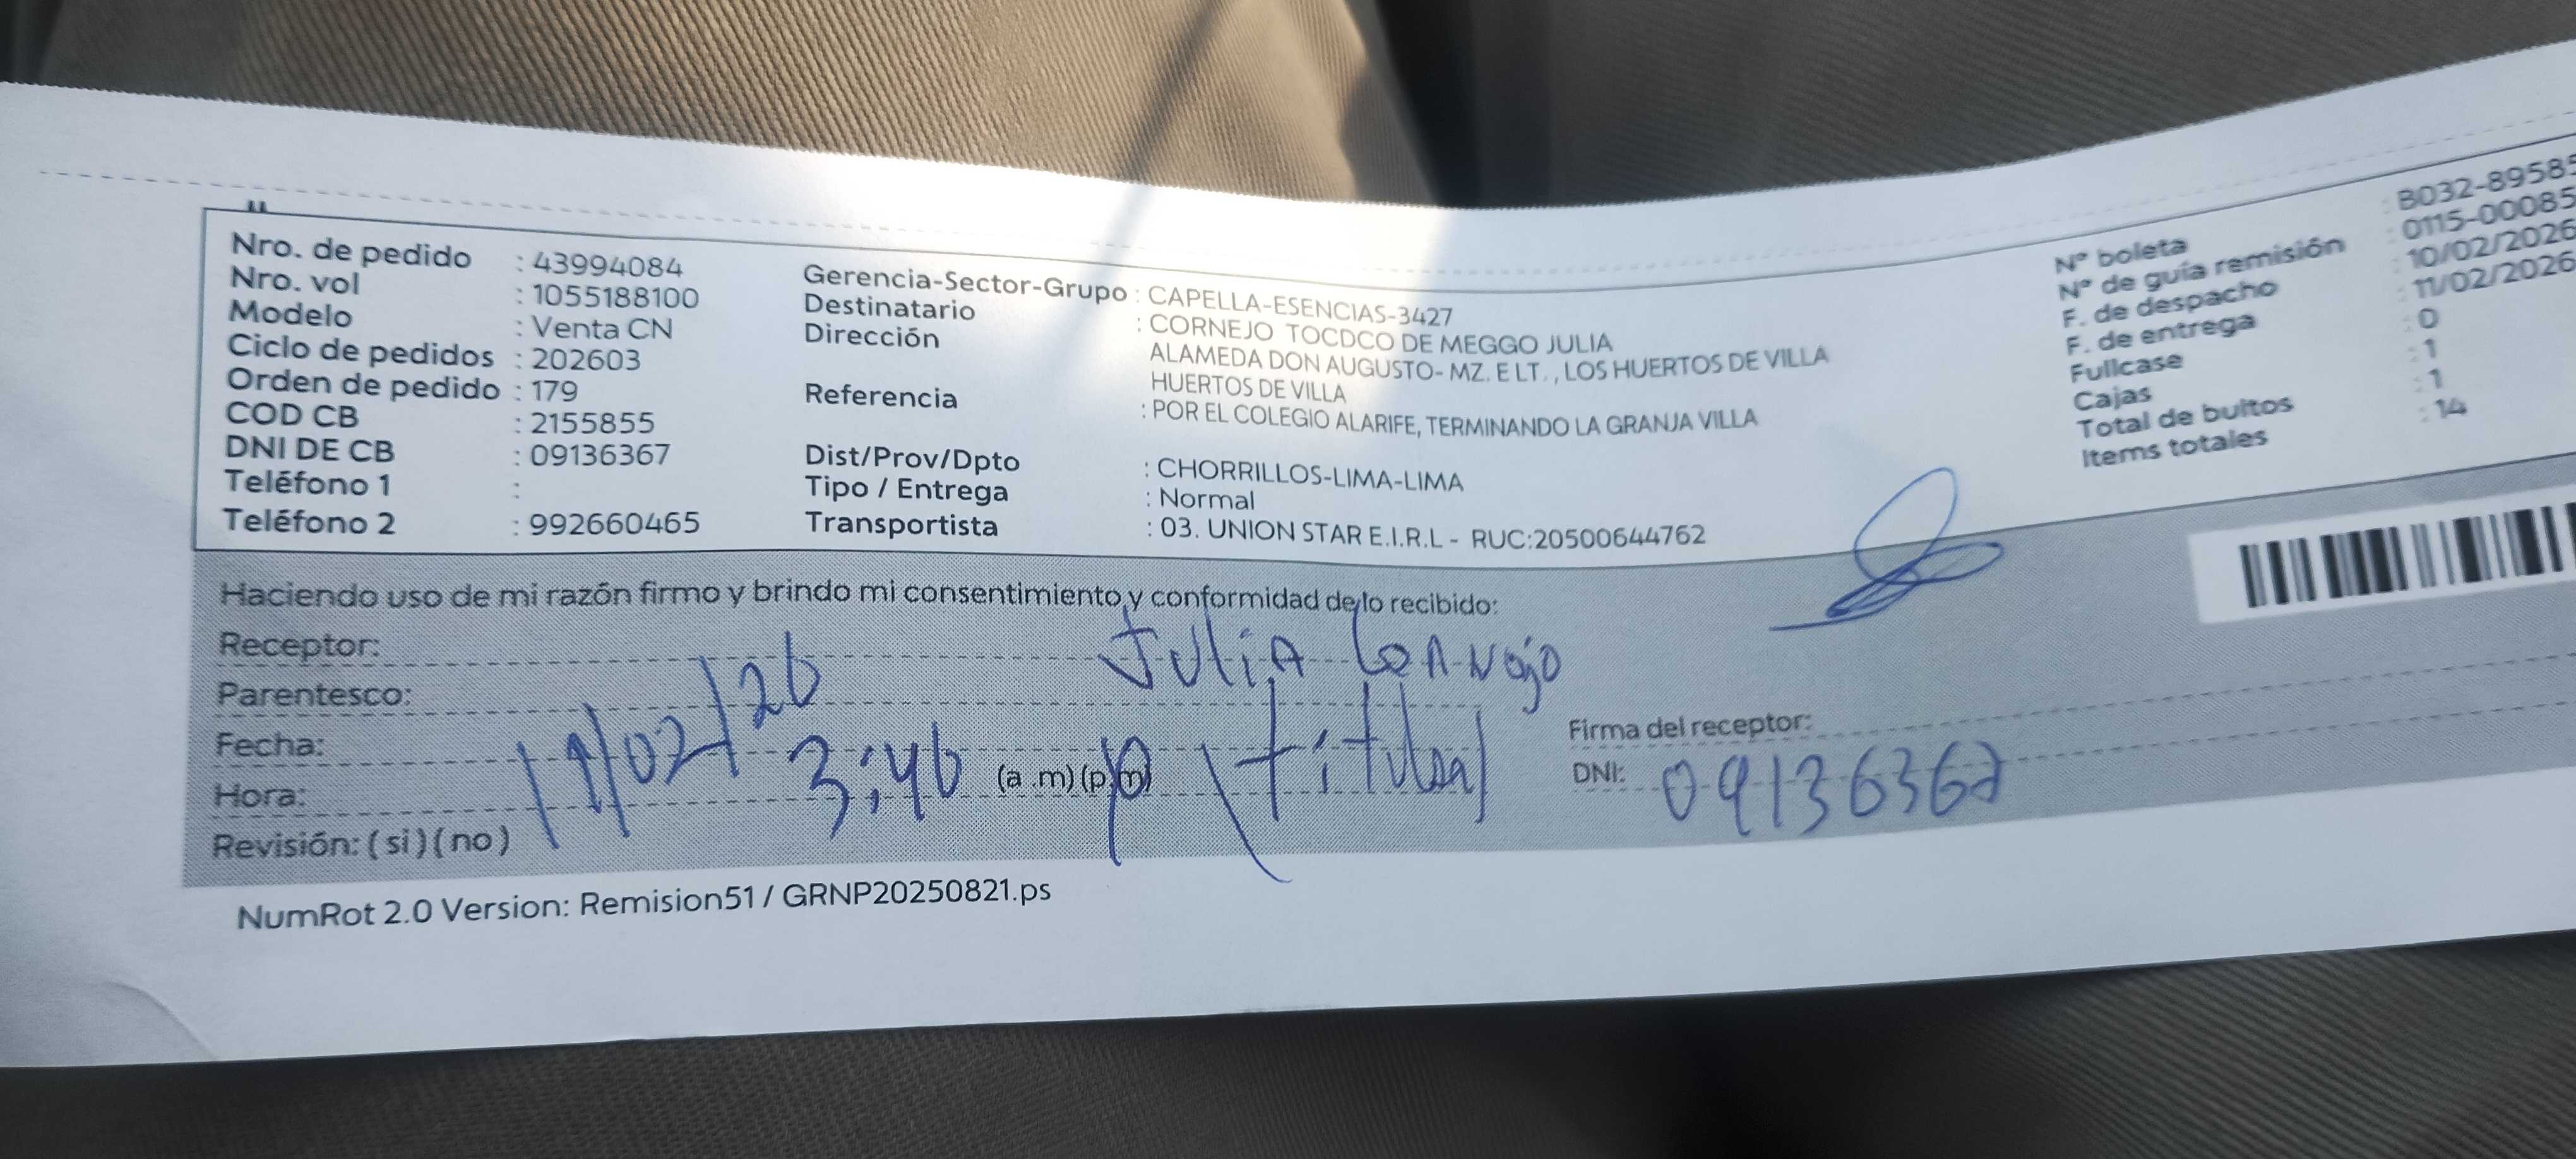 Nro. de pedido : 43994084
Nro. vol : 1055188100
Modelo : Venta CN
Ciclo de pedidos : 202603
Orden de pedido : 179
COD CB : 2155855
DNI DE CB : 09136367
Teléfono 1 :
Teléfono 2 : 992660465
Gerencia-Sector-Grupo : CAPELLA-ESENCIAS-3427
Destinatario : CORNEJO TOCDCO DE MEGGO JULIA
Dirección ALAMEDA DON AUGUSTO- MZ. E LT. , LOS HUERTOS DE VILLA
HUERTOS DE VILLA
Referencia : POR EL COLEGIO ALARIFE, TERMINANDO LA GRANJA VILLA
Dist/Prov/Dpto : CHORRILLOS-LIMA-LIMA
Tipo / Entrega : Normal
Transportista : 03. UNION STAR E.I.R.L - RUC:20500644762
N° boleta : B032-8958
N° de guía remisión : 0115-00085
F. de despacho : 10/02/2026
F. de entrega : 11/02/2026
Fullcase : 0
Cajas : 1
Total de bultos : 1
Items totales : 14
Haciendo uso de mi razón firmo y brindo mi consentimiento y conformidad de lo recibido:
Receptor: Julia Cornejo
Parentesco: titular
Fecha: 11/02/26
Hora: 3:46 (a .m) (p.m)
Revisión: ( si ) ( no )
Firma del receptor:
DNI: 09136367
NumRot 2.0 Version: Remision51 / GRNP20250821.ps